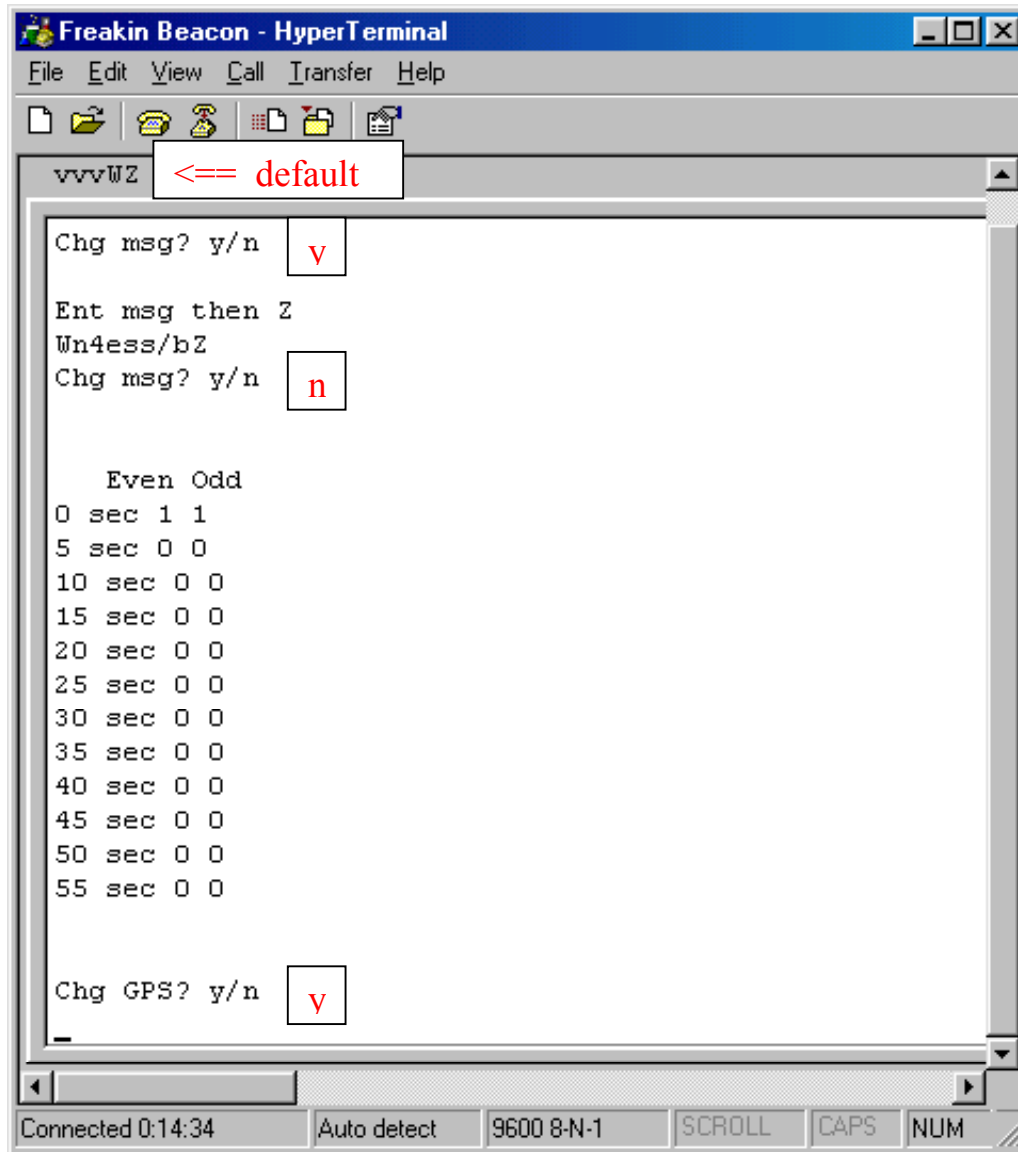 Freakin Beacon - HyperTerminal
File Edit View Call Transfer Help
vvvWZ <== default
Chg msg? y/n y
Ent msg then Z
Wn4ess/bZ
Chg msg? y/n n
Even Odd
0 sec 1 1
5 sec 0 0
10 sec 0 0
15 sec 0 0
20 sec 0 0
25 sec 0 0
30 sec 0 0
35 sec 0 0
40 sec 0 0
45 sec 0 0
50 sec 0 0
55 sec 0 0
Chg GPS? y/n y
Connected 0:14:34 Auto detect 9600 8-N-1 SCROLL CAPS NUM